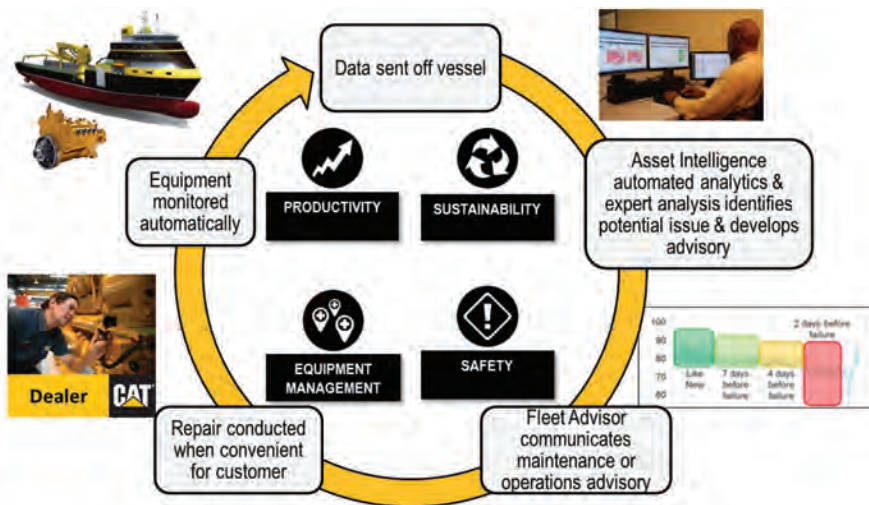 Data sent off vessel
Equipment
monitored
automatically
PRODUCTIVITY
SUSTAINABILITY
Asset Intelligence
automated analytics &
expert analysis identifies
potential issue & develops
advisory
EQUIPMENT
MANAGEMENT
SAFETY
100
90
80
75
60
Like
New
7 days
before
failure
4 days
before
failure
2 days before
failure
Dealer
CAT
Repair conducted
when convenient
for customer
Fleet Advisor
communicates
maintenance or
operations advisory